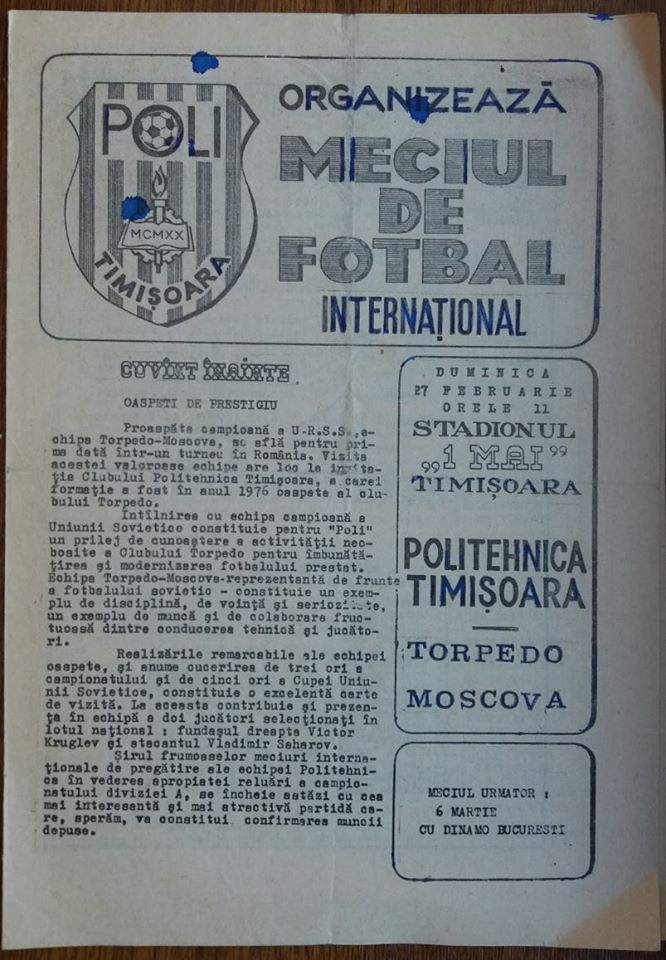 POLI
MCMXX
TIMIȘOARA
ORGANIZEAZĂ
MECIUL
DE
FOTBAL
INTERNAȚIONAL
CUVÎNT ÎNAINTE
OASPEȚI DE PRESTIGIU
Proaspăta campioană a U.R.S.S., e-
chipa Torpedo-Moscova, se află pentru pri-
ma dată într-un turneu în România. Vizita
acestei valoroase echipe are loc la invita-
ția Clubului Politehnica Timișoara, a carei
formație a fost în anul 1976 oaspate al clu-
bului Torpedo.
Intîlnirea cu echipa campioană a
Uniunii Sovietice constituie pentru "Poli"
un prilej de cunoaștere a activității neo-
bosite a Clubului Torpedo pentru îmbunătă-
țirea și modernizarea fotbalului prestat.
Echipa Torpedo-Moscova-reprezentantă de frunte
a fotbalului sovietic - constituie un exem-
plu de disciplină, de voință și seriozitate,
un exemplu de muncă și de colaborare fruc-
tuoasă dintre conducerea tehnică și jucăto-
ri.
Realizările remarcabile ale echipei
oaspete, și anume cucerirea de trei ori a
campionatului și de cinci ori a Cupei Uniu-
nii Sovietice, constituie o excelentă carte
de vizită. La aceasta contribuie și prezen-
ța în echipă a doi jucători selecționați în
lotul național : fundașul dreapta Victor
Kruglev și atacantul Vladimir Saharov.
Șirul frumoaselor meciuri interna-
ționale de pregătire ale echipei Politehni-
ca în vederea apropiatei reluări a campio-
natului diviziei A, se încheie astăzi cu cea
mai interesantă și mai atractivă partidă ca-
re, sperăm, va constitui confirmarea muncii
depuse.
DUMINICA
27 FEBRUARIE
ORELE 11
STADIONUL
„1 MAI”
TIMIȘOARA
POLITEHNICA
TIMIȘOARA
—
TORPEDO
MOSCOVA
MECIUL URMATOR :
6 MARTIE
CU DINAMO BUCURESTI